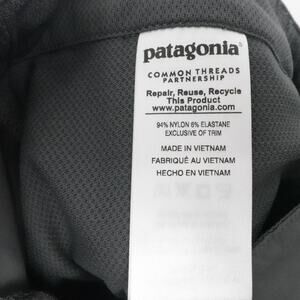 patagonia
COMMON THREADS
PARTNERSHIP
Repair, Reuse, Recycle
This Product
www.patagonia.com
94% NYLON 6% ELASTANE
EXCLUSIVE OF TRIM
MADE IN VIETNAM
FABRIQUÉ AU VIETNAM
HECHO EN VIETNAM